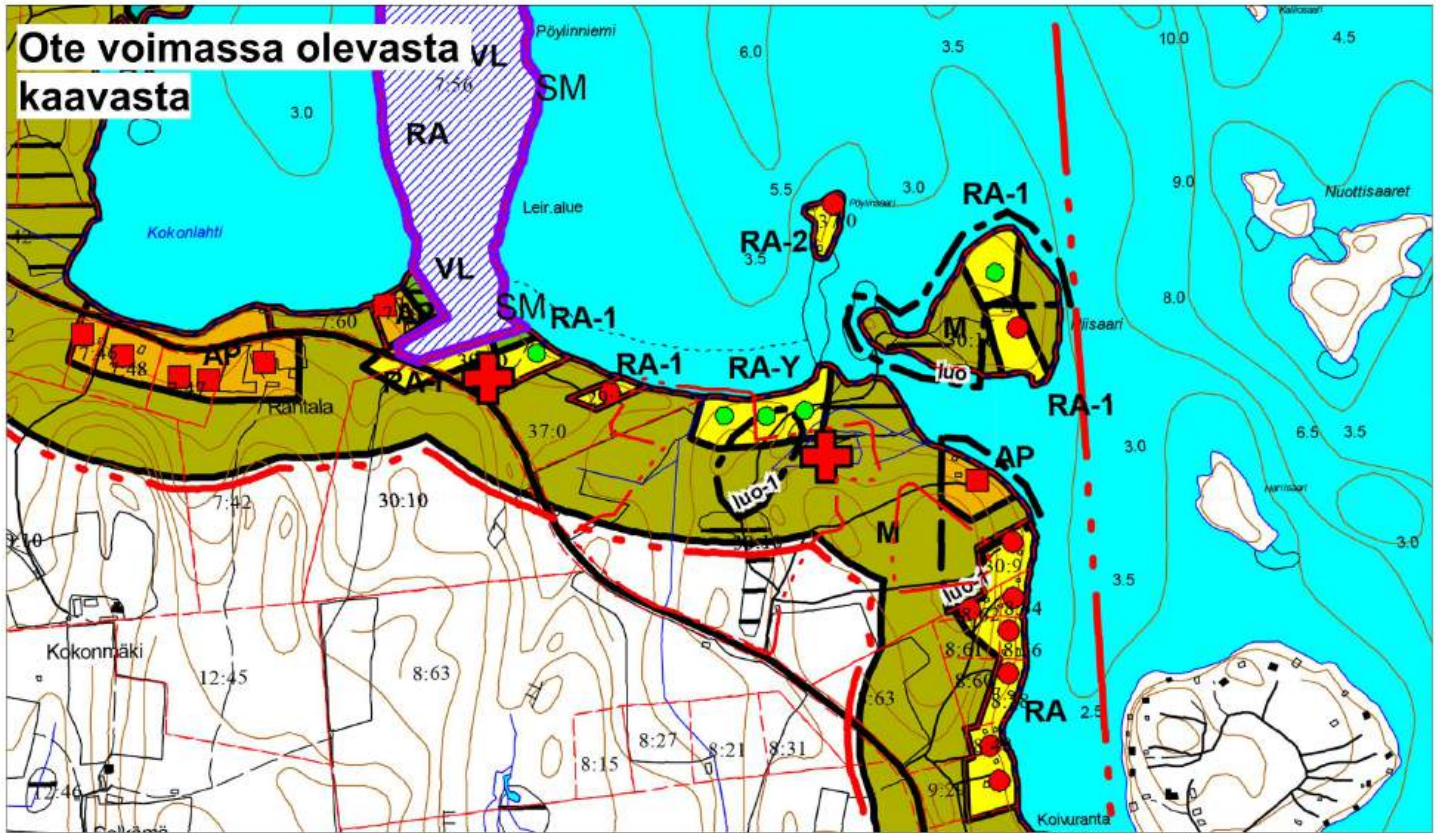 Ote voimassa olevasta
kaavasta
VL
7:56
Pöylinniemi
SM
RA
3.0
6.0
3.5
10.0
4.5
Leir.alue
Kokonlahti
VL
5.5
3.0
RA-1
9.0
Nuottisaaret
RA-2
3.5
SM
RA-1
8.0
7:60
AP
M
7:48
AP
RA-1
RA-Y
luo
Rantala
37:0
RA-1
3.0
6.5
3.5
AP
luo-1
7:42
30:10
M
3.0
30:9
3.5
Kokonmäki
12:45
8:63
8:61
8:60
RA
2.5
8:27
8:21
8:31
8:15
9:29
12:46
Koivuranta